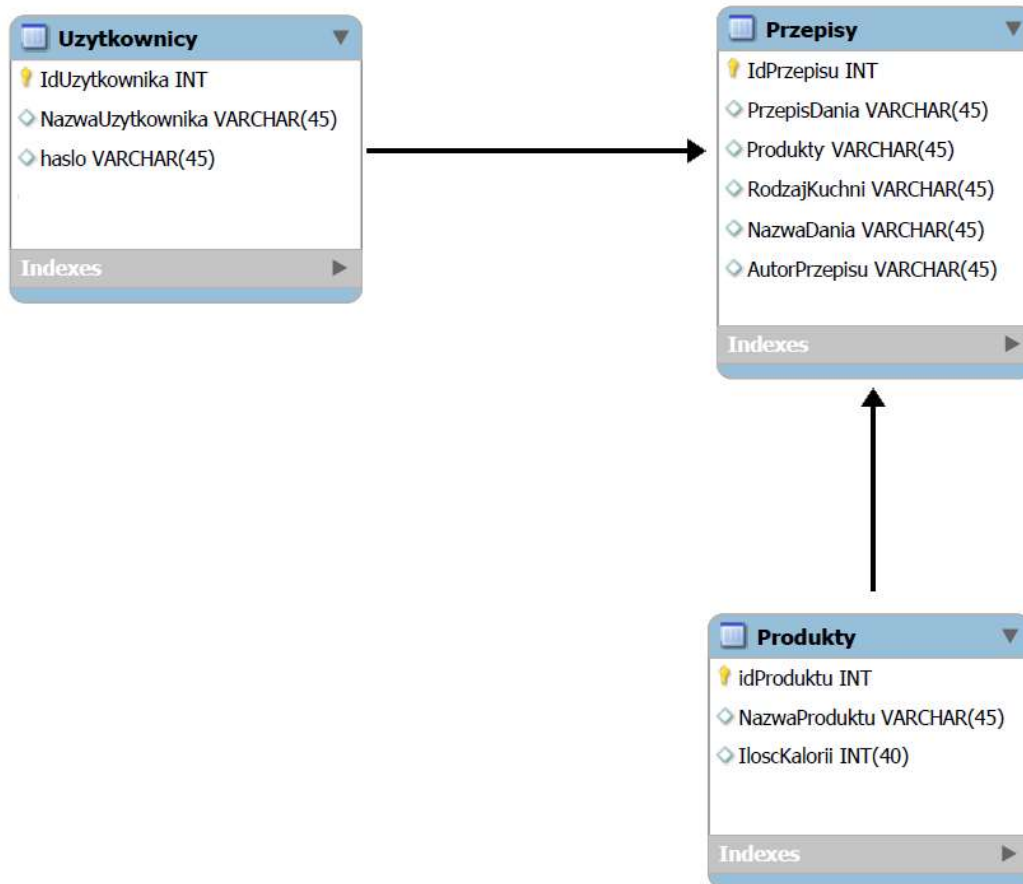 Uzytkownicy
IdUzytkownika INT
NazwaUzytkownika VARCHAR(45)
haslo VARCHAR(45)
Indexes
Przepisy
IdPrzepisu INT
PrzepisDania VARCHAR(45)
Produkty VARCHAR(45)
RodzajKuchni VARCHAR(45)
NazwaDania VARCHAR(45)
AutorPrzepisu VARCHAR(45)
Indexes
Produkty
idProduktu INT
NazwaProduktu VARCHAR(45)
IloscKalorii INT(40)
Indexes